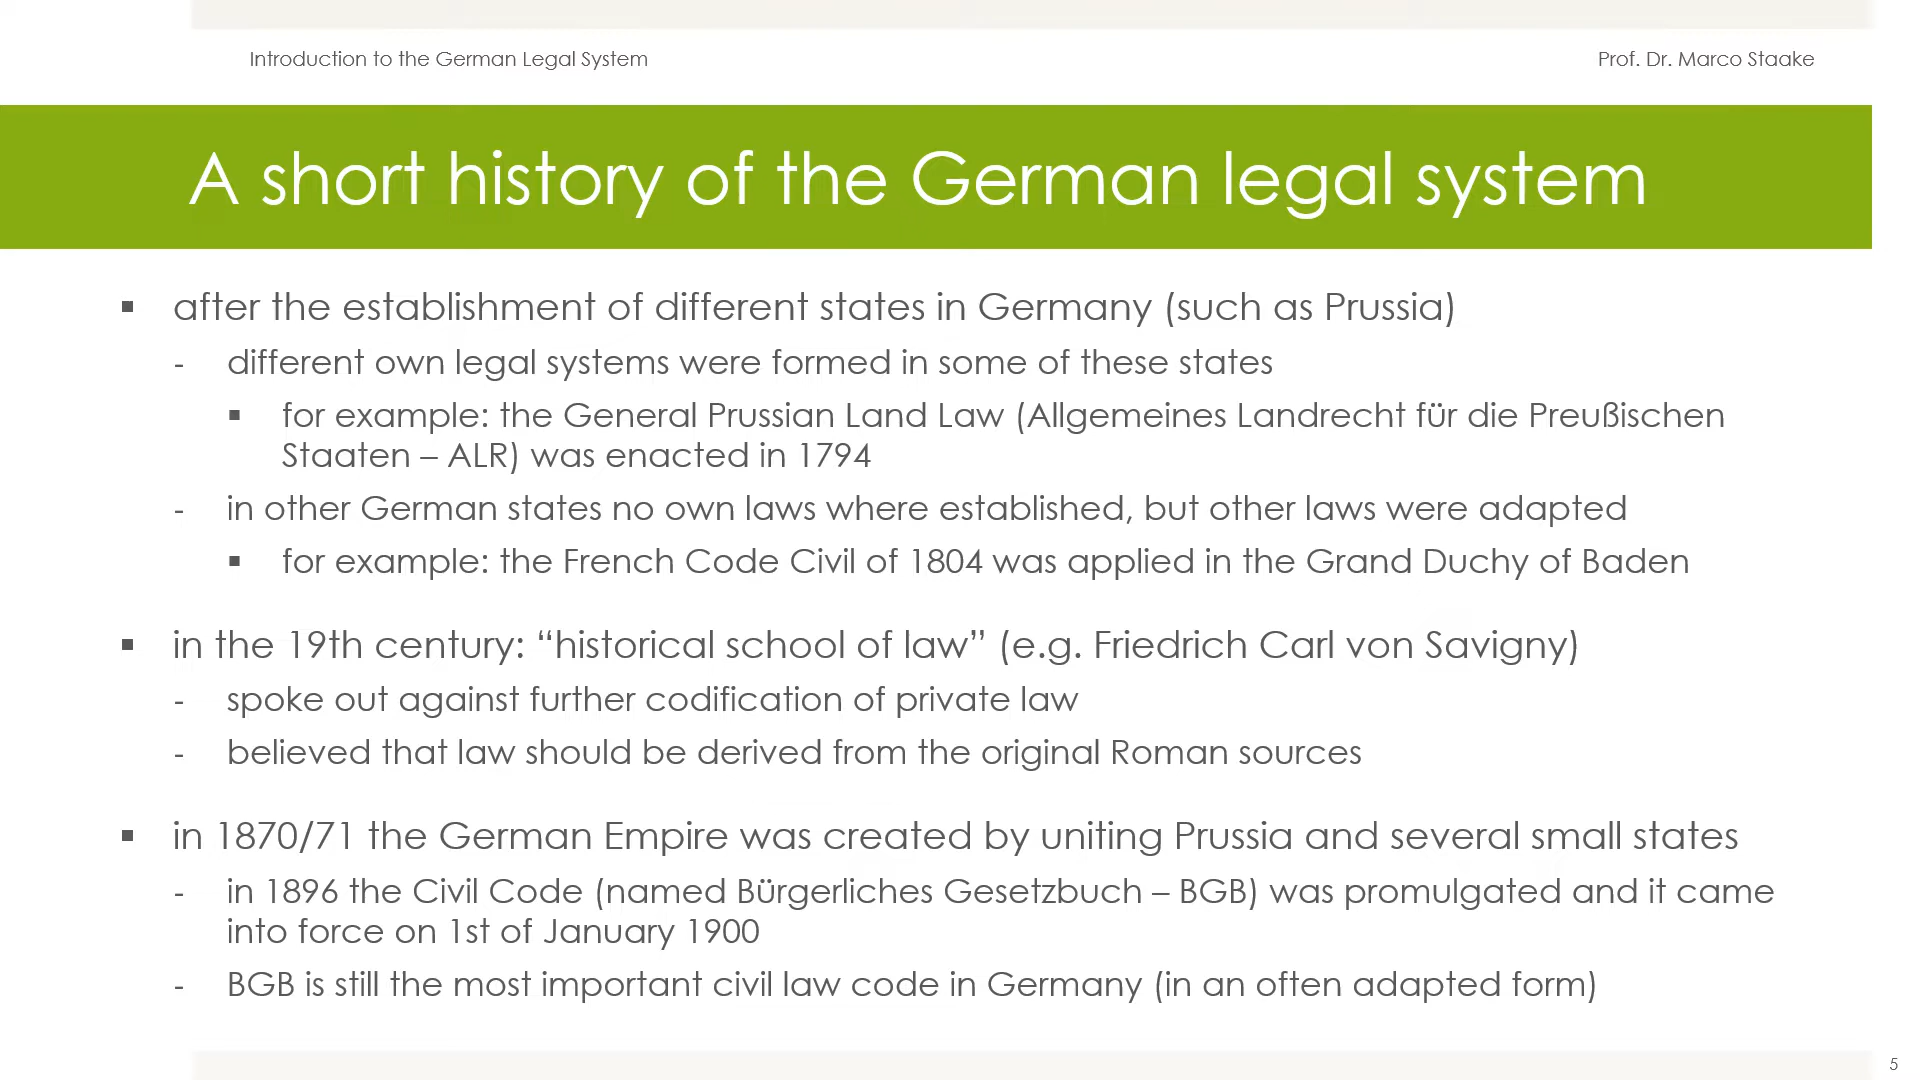 Introduction to the German Legal System
Prof. Dr. Marco Staake
A short history of the German legal system
▪ after the establishment of different states in Germany (such as Prussia)
- different own legal systems were formed in some of these states
▪ for example: the General Prussian Land Law (Allgemeines Landrecht für die Preußischen
Staaten – ALR) was enacted in 1794
- in other German states no own laws where established, but other laws were adapted
▪ for example: the French Code Civil of 1804 was applied in the Grand Duchy of Baden
▪ in the 19th century: “historical school of law” (e.g. Friedrich Carl von Savigny)
- spoke out against further codification of private law
- believed that law should be derived from the original Roman sources
▪ in 1870/71 the German Empire was created by uniting Prussia and several small states
- in 1896 the Civil Code (named Bürgerliches Gesetzbuch – BGB) was promulgated and it came
into force on 1st of January 1900
- BGB is still the most important civil law code in Germany (in an often adapted form)
5